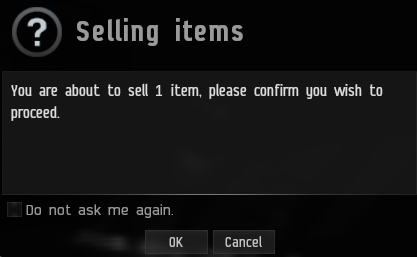 ?
Selling items
You are about to sell 1 item, please confirm you wish to
proceed.
Do not ask me again.
OK Cancel